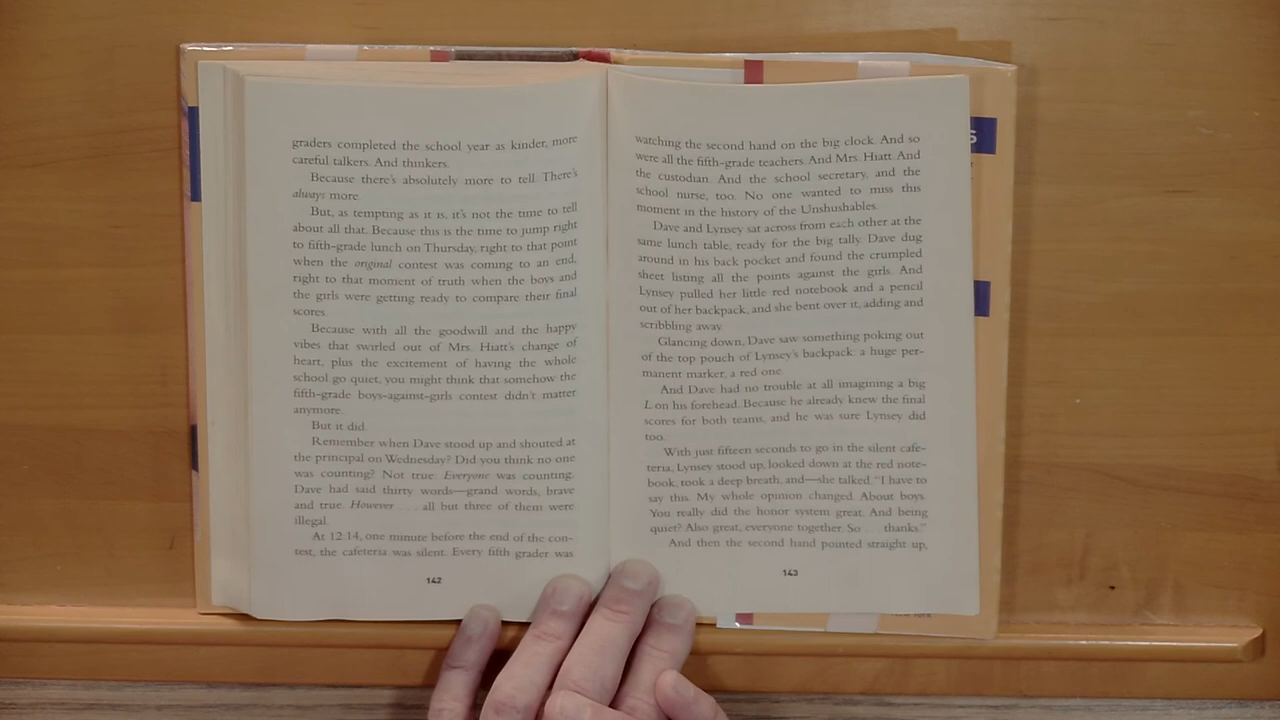 graders completed the school year as kinder, more
careful talkers. And thinkers.
Because there's absolutely more to tell. There's
always more.
But, as tempting as it is, it's not the time to tell
about all that. Because this is the time to jump right
to fifth-grade lunch on Thursday, right to that point
when the original contest was coming to an end,
right to that moment of truth when the boys and
the girls were getting ready to compare their final
scores.
Because with all the goodwill and the happy
vibes that swirled out of Mrs. Hiatt's change of
heart, plus the excitement of having the whole
school go quiet, you might think that somehow the
fifth-grade boys-against-girls contest didn't matter
anymore.
But it did.
Remember when Dave stood up and shouted at
the principal on Wednesday? Did you think no one
was counting? Not true. Everyone was counting.
Dave had said thirty words—grand words, brave
and true. However . . . all but three of them were
illegal.
At 12:14, one minute before the end of the con-
test, the cafeteria was silent. Every fifth grader was
142
watching the second hand on the big clock. And so
were all the fifth-grade teachers. And Mrs. Hiatt. And
the custodian. And the school secretary, and the
school nurse, too. No one wanted to miss this
moment in the history of the Unshushables.
Dave and Lynsey sat across from each other at the
same lunch table, ready for the big tally. Dave dug
around in his back pocket and found the crumpled
sheet listing all the points against the girls. And
Lynsey pulled her little red notebook and a pencil
out of her backpack, and she bent over it, adding and
scribbling away.
Glancing down, Dave saw something poking out
of the top pouch of Lynsey's backpack: a huge per-
manent marker, a red one.
And Dave had no trouble at all imagining a big
L on his forehead. Because he already knew the final
scores for both teams, and he was sure Lynsey did
too.
With just fifteen seconds to go in the silent cafe-
teria, Lynsey stood up, looked down at the red note-
book, took a deep breath, and—she talked. "I have to
say this. My whole opinion changed. About boys.
You really did the honor system great. And being
quiet? Also great, everyone together. So . . . thanks."
And then the second hand pointed straight up,
143